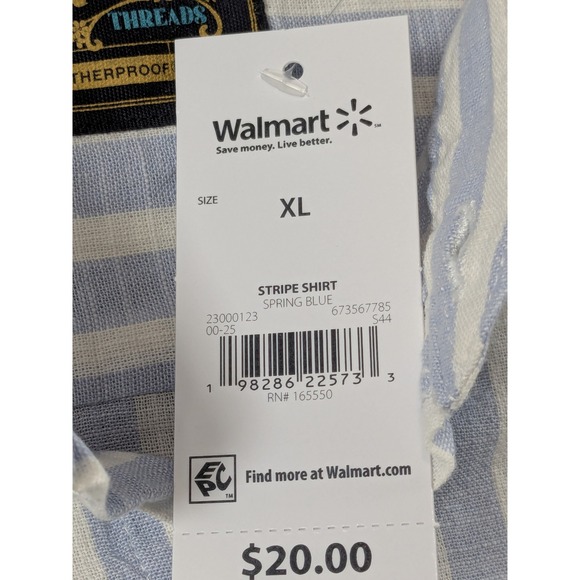 THREADS
THERPROOF
Walmart
Save money. Live better.
SIZE XL
STRIPE SHIRT
SPRING BLUE
23000123 673567785
00-25 S44
1 98286 22573 3
RN# 165550
EPC TM
Find more at Walmart.com
$20.00